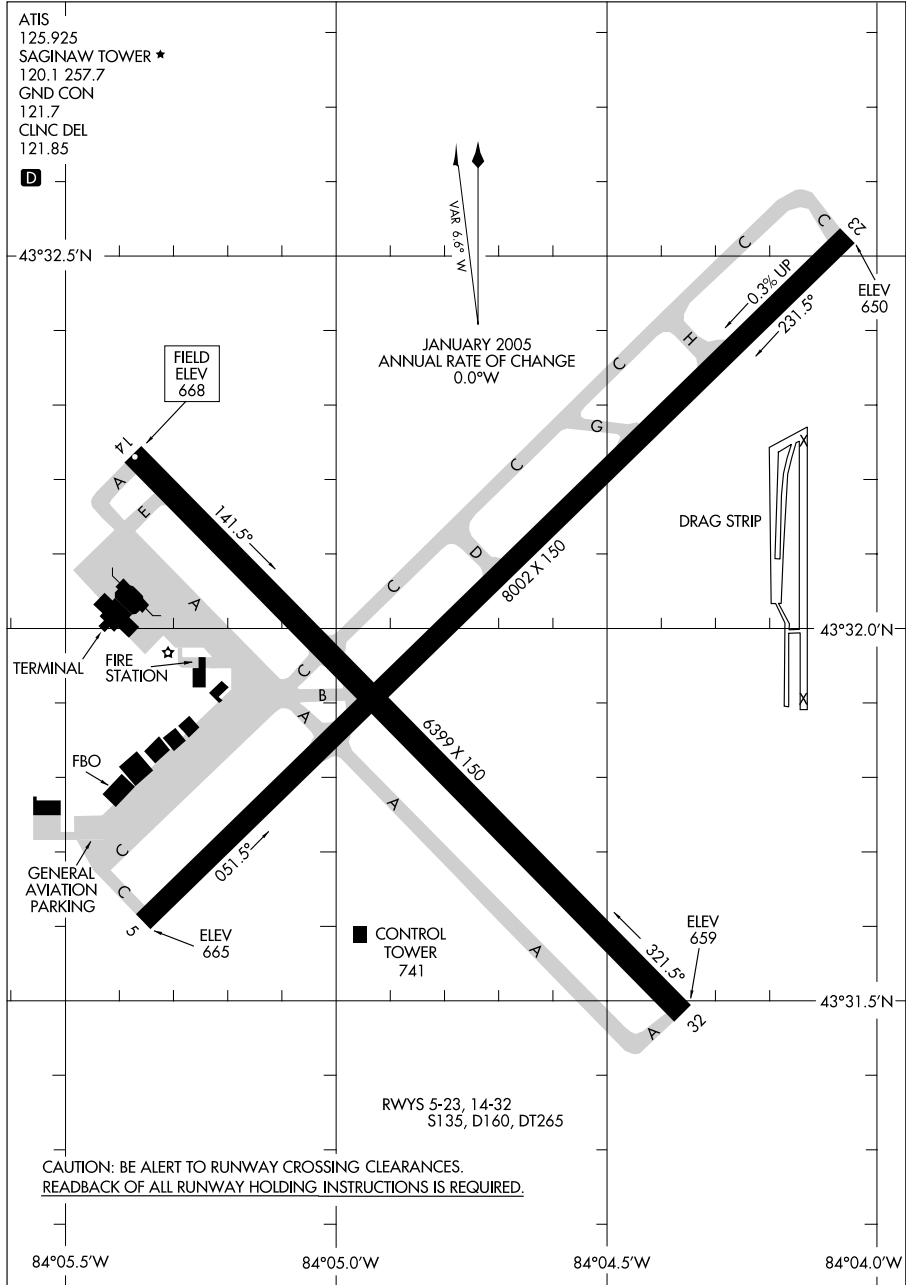 ATIS
125.925
SAGINAW TOWER ★
120.1 257.7
GND CON
121.7
CLNC DEL
121.85
D
VAR 6.6° W
JANUARY 2005
ANNUAL RATE OF CHANGE
0.0°W
43°32.5'N
C
C
23
0.3% UP
231.5°
ELEV
650
H
C
FIELD
ELEV
668
14
G
C
A
E
141.5°
DRAG STRIP
X
D
8002 X 150
C
A
43°32.0'N
TERMINAL
FIRE
STATION
C
B
A
X
6399 X 150
FBO
A
051.5°
C
C
GENERAL
AVIATION
PARKING
5
ELEV
665
CONTROL
TOWER
741
A
ELEV
659
321.5°
43°31.5'N
32
A
RWYS 5-23, 14-32
S135, D160, DT265
CAUTION: BE ALERT TO RUNWAY CROSSING CLEARANCES.
READBACK OF ALL RUNWAY HOLDING INSTRUCTIONS IS REQUIRED.
84°05.5'W
84°05.0'W
84°04.5'W
84°04.0'W